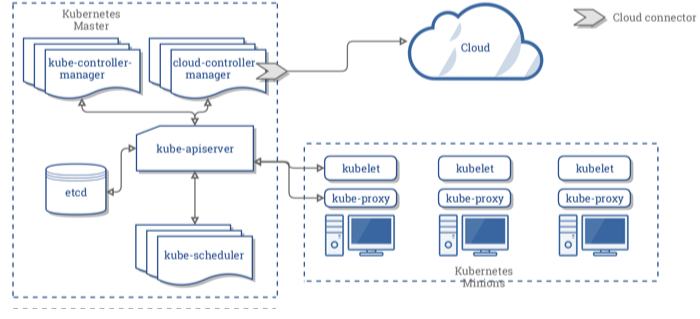 Kubernetes
Master
Cloud connector
kube-controller-
manager
cloud-controller
manager
Cloud
kube-apiserver
kubelet
kubelet
kubelet
etcd
kube-proxy
kube-proxy
kube-proxy
kube-scheduler
Kubernetes
Minions